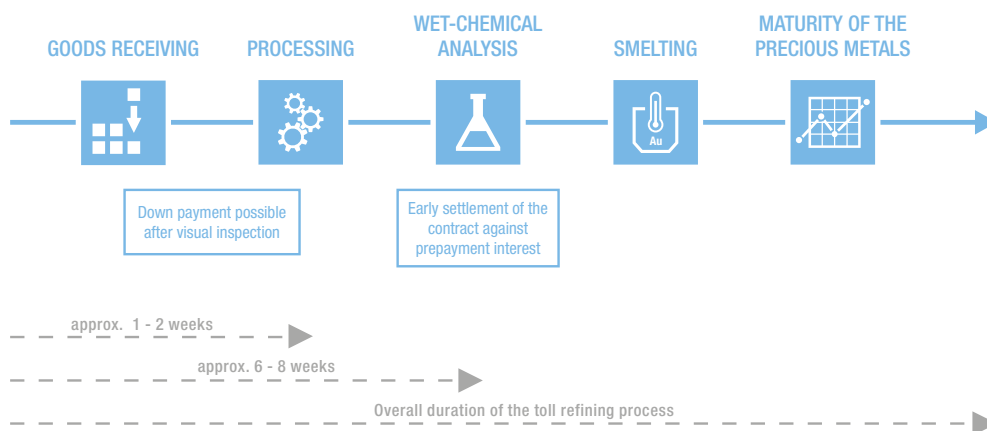 GOODS RECEIVING
PROCESSING
WET-CHEMICAL
ANALYSIS
SMELTING
MATURITY OF THE
PRECIOUS METALS
Au
Down payment possible
after visual inspection
Early settlement of the
contract against
prepayment interest
approx. 1 - 2 weeks
approx. 6 - 8 weeks
Overall duration of the toll refining process